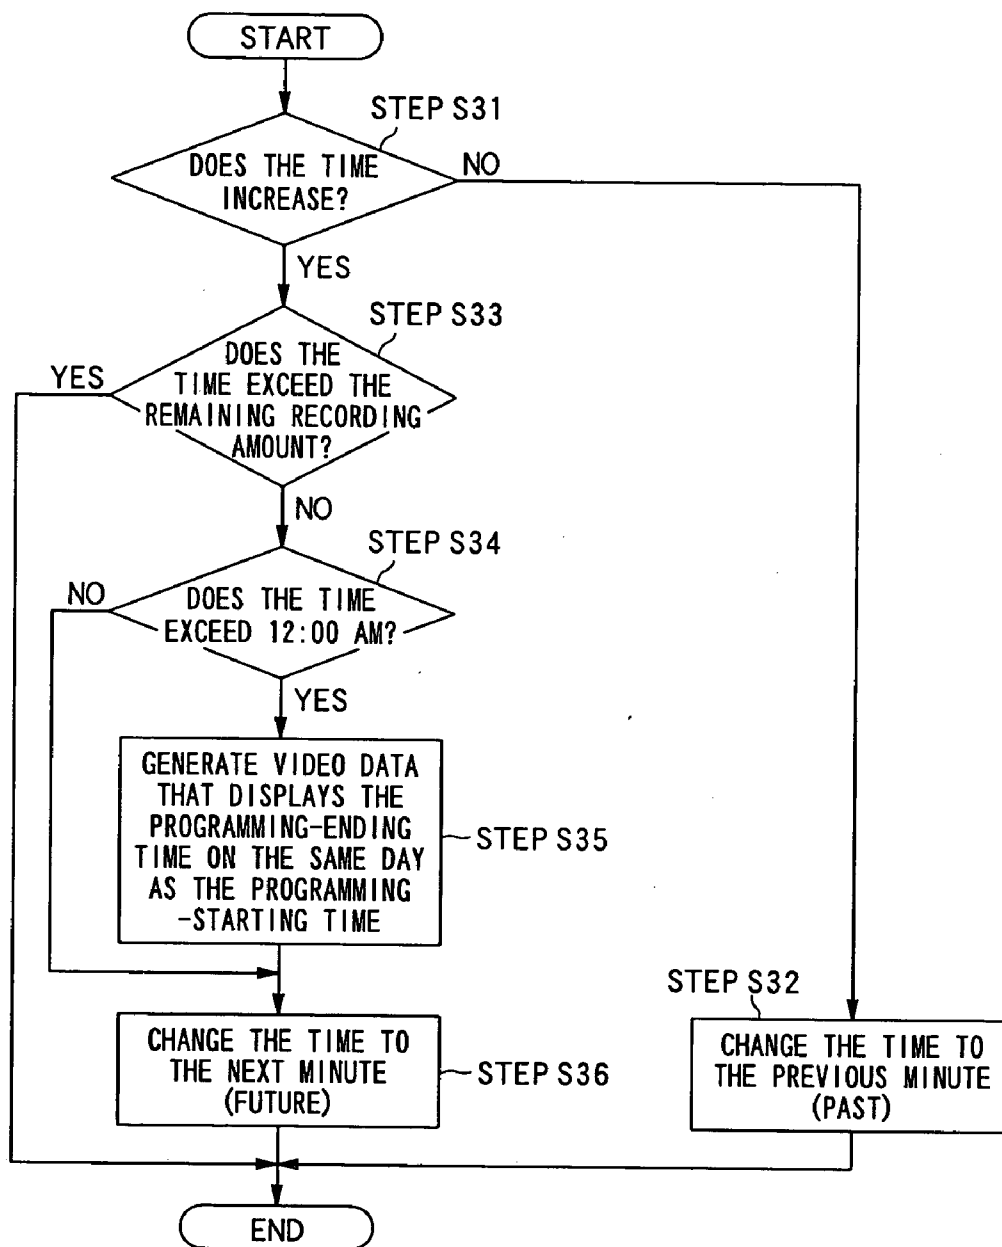 START
STEP S31
DOES THE TIME
INCREASE?
NO
YES
STEP S33
DOES THE
TIME EXCEED THE
REMAINING RECORDING
AMOUNT?
YES
NO
STEP S34
DOES THE TIME
EXCEED 12:00 AM?
NO
YES
GENERATE VIDEO DATA
THAT DISPLAYS THE
PROGRAMMING-ENDING
TIME ON THE SAME DAY
AS THE PROGRAMMING
-STARTING TIME
STEP S35
STEP S32
CHANGE THE TIME TO
THE PREVIOUS MINUTE
(PAST)
CHANGE THE TIME TO
THE NEXT MINUTE
(FUTURE)
STEP S36
END